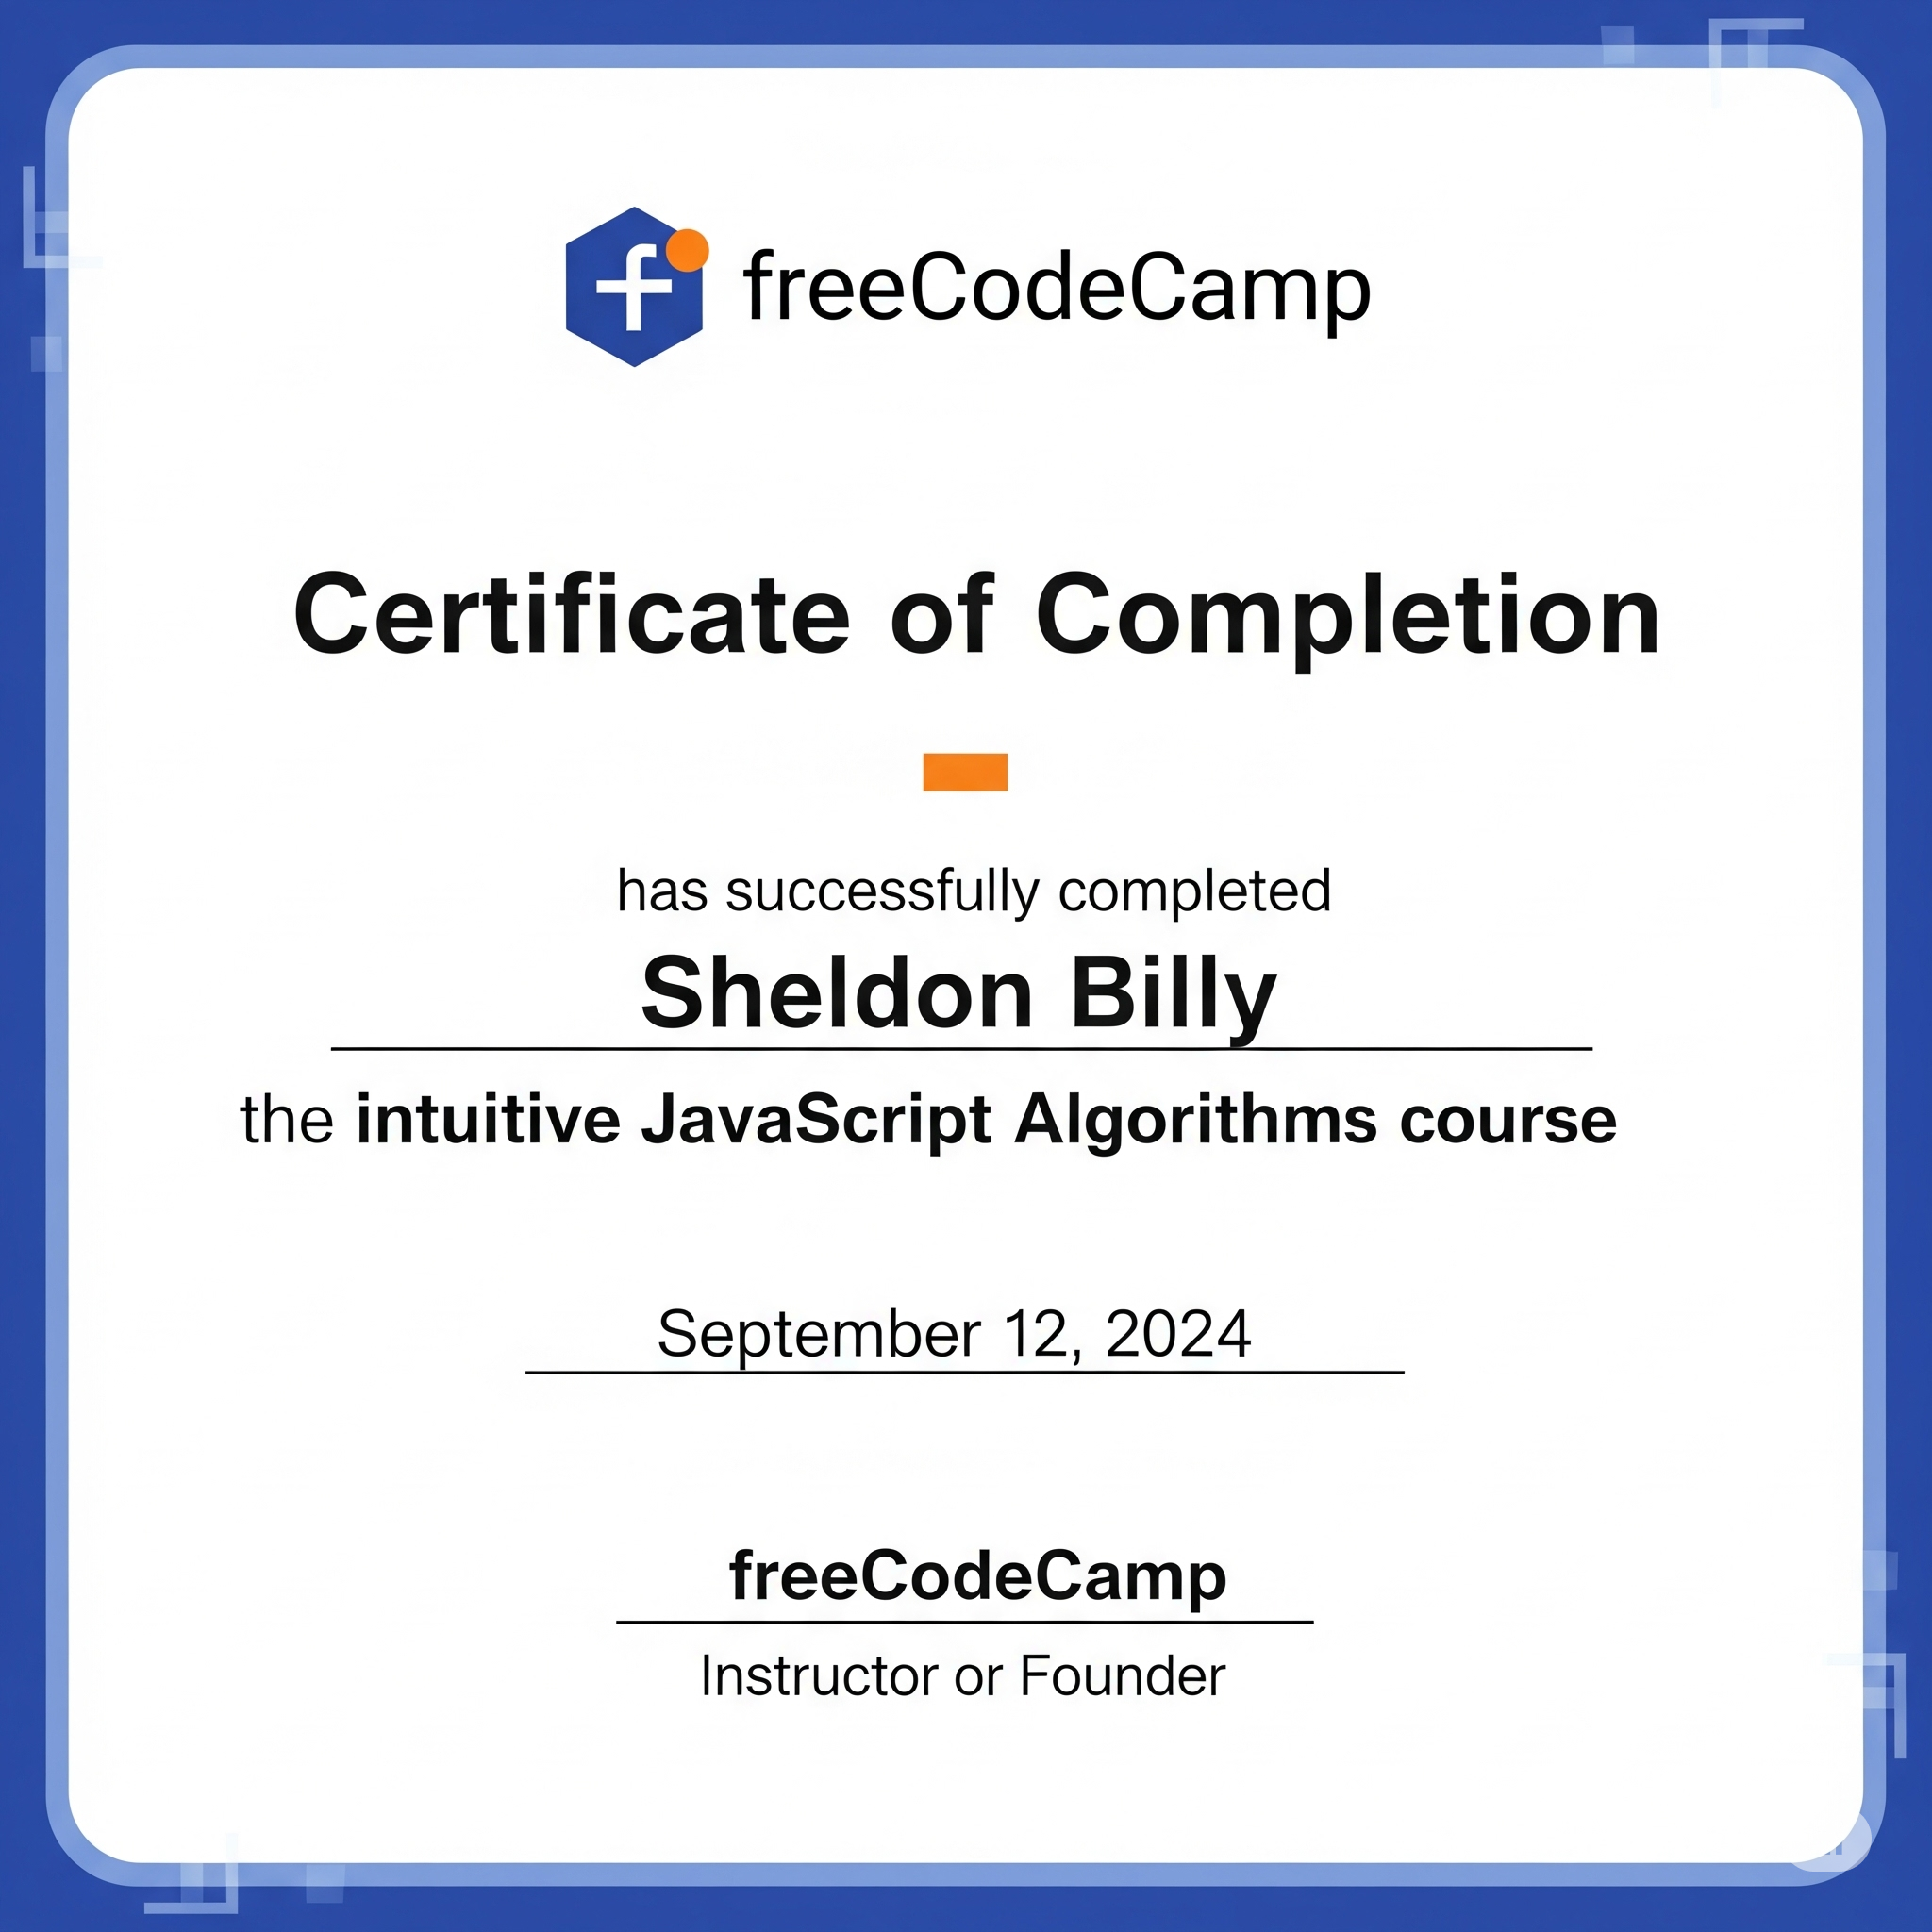 freeCodeCamp
Certificate of Completion
has successfully completed
Sheldon Billy
the intuitive JavaScript Algorithms course
September 12, 2024
freeCodeCamp
Instructor or Founder